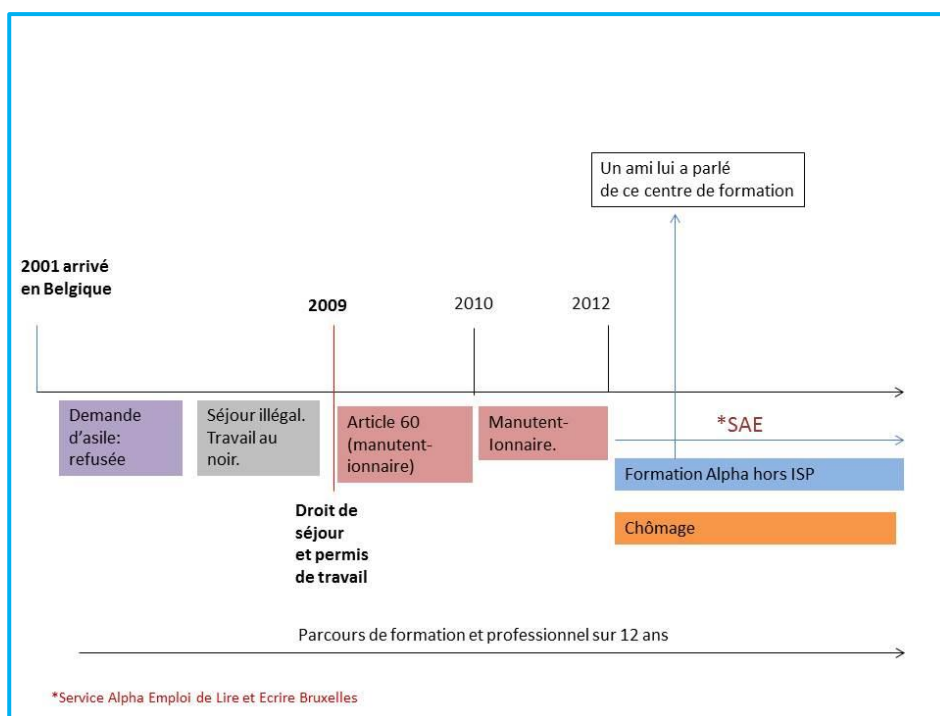 Un ami lui a parlé
de ce centre de formation
2001 arrivé
en Belgique
2009
2010
2012
Demande
d'asile:
refusée
Séjour illégal.
Travail au
noir.
Article 60
(manutent-
ionnaire)
Manutent-
Ionnaire.
*SAE
Formation Alpha hors ISP
Chômage
Droit de
séjour
et permis
de travail
Parcours de formation et professionnel sur 12 ans
*Service Alpha Emploi de Lire et Ecrire Bruxelles